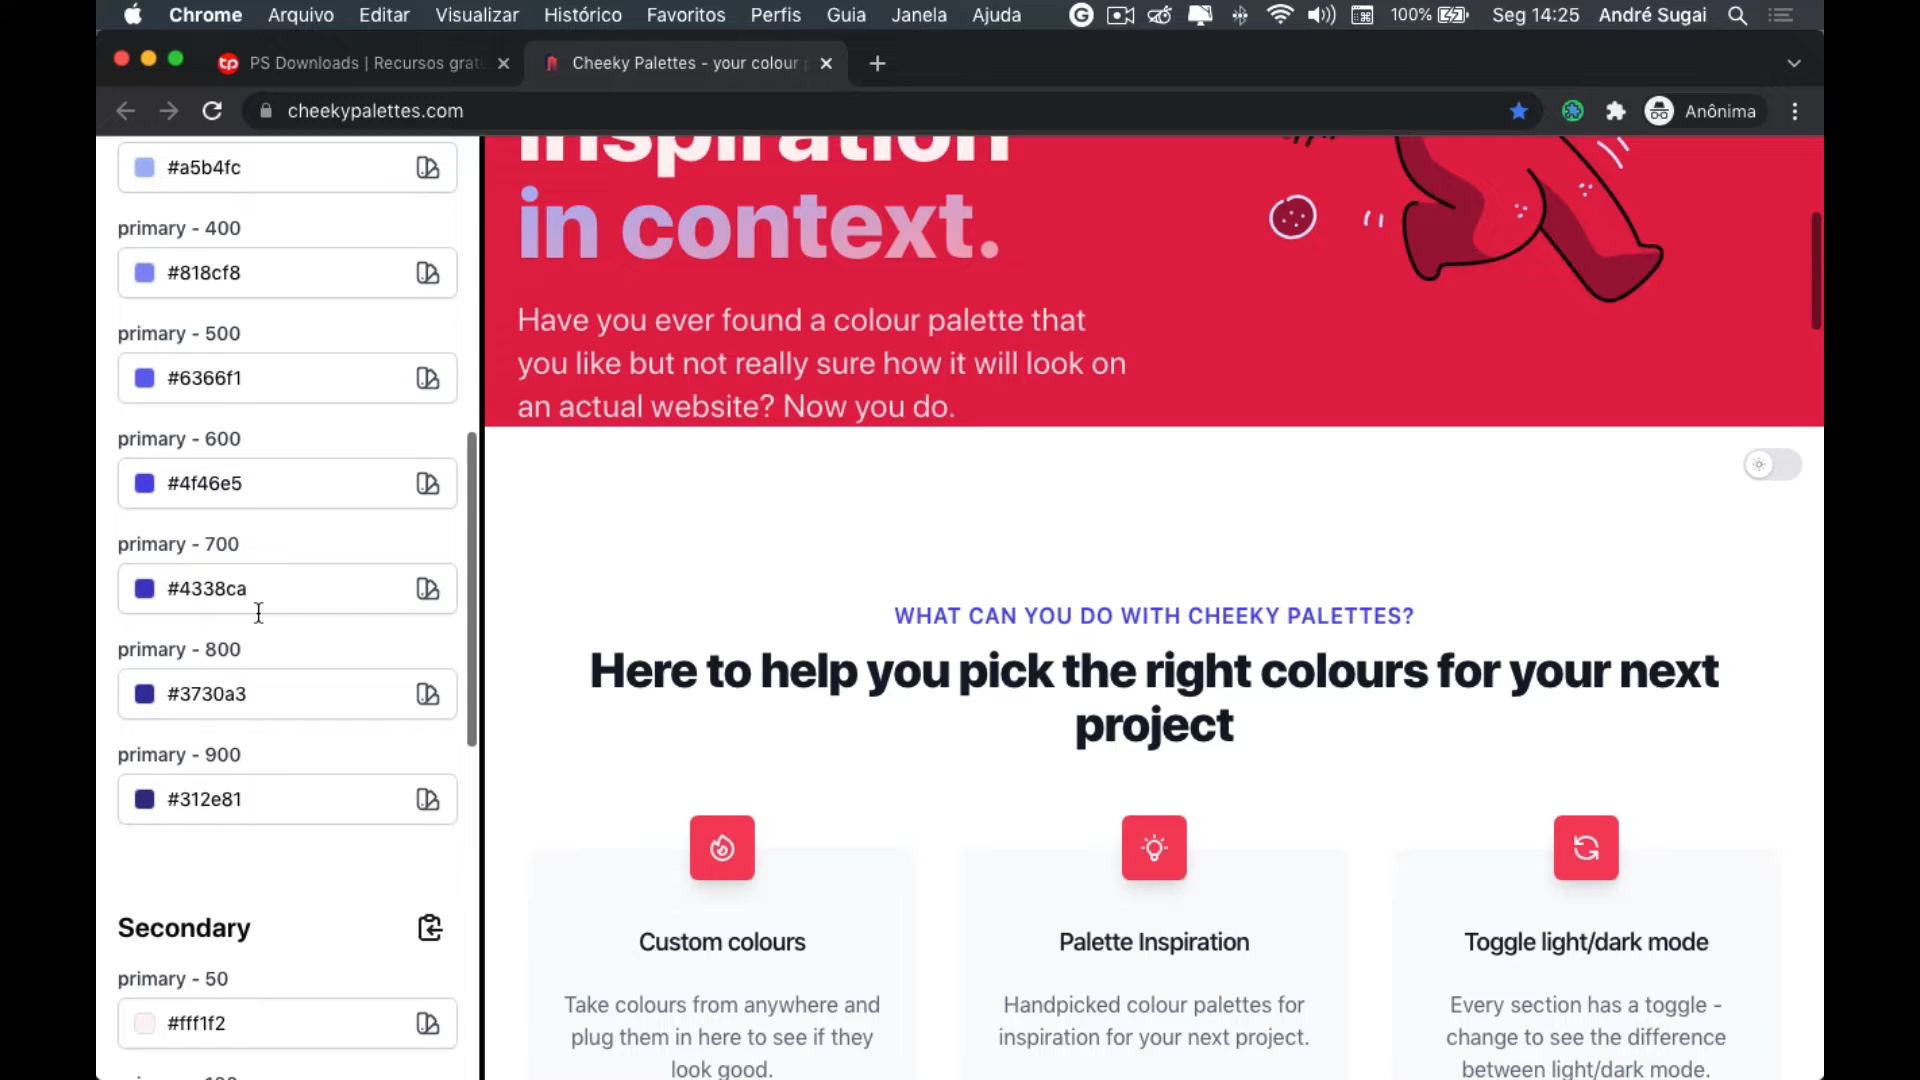 Chrome Arquivo Editar Visualizar Histórico Favoritos Perfis Guia Janela Ajuda 100% Seg 14:25 André Sugai
tp PS Downloads | Recursos grat Cheeky Palettes - your colour
cheekypalettes.com Anônima
#a5b4fc
primary - 400
#818cf8
primary - 500
#6366f1
primary - 600
#4f46e5
primary - 700
#4338ca
primary - 800
#3730a3
primary - 900
#312e81
Secondary
primary - 50
#fff1f2
inspiration
in context.
Have you ever found a colour palette that
you like but not really sure how it will look on
an actual website? Now you do.
WHAT CAN YOU DO WITH CHEEKY PALETTES?
Here to help you pick the right colours for your next
project
Custom colours
Take colours from anywhere and
plug them in here to see if they
look good.
Palette Inspiration
Handpicked colour palettes for
inspiration for your next project.
Toggle light/dark mode
Every section has a toggle -
change to see the difference
between light/dark mode.